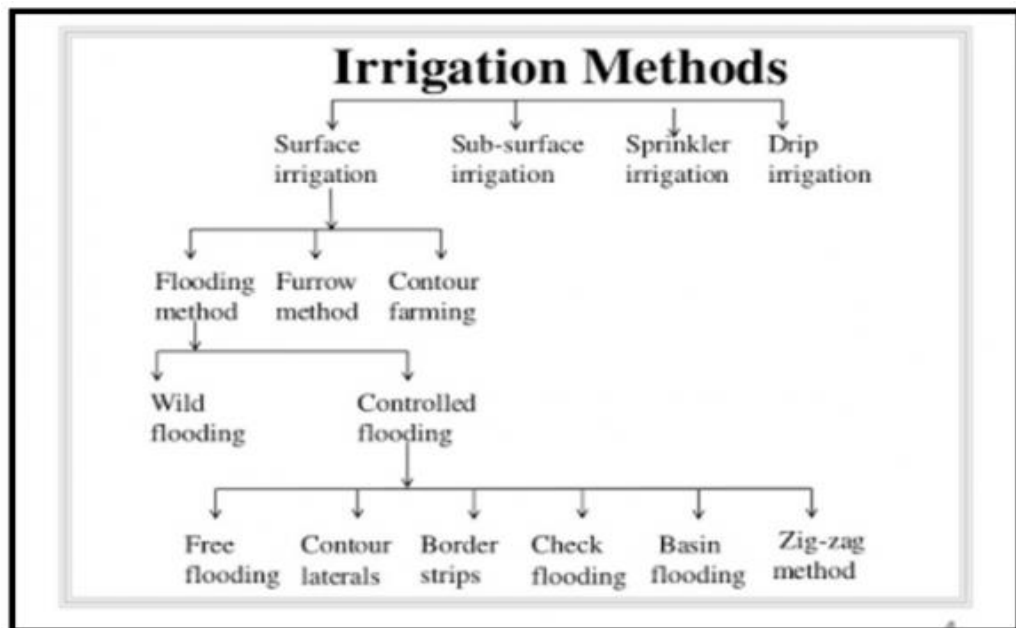 Irrigation Methods
Surface irrigation
Sub-surface irrigation
Sprinkler irrigation
Drip irrigation
Flooding method
Furrow method
Contour farming
Wild flooding
Controlled flooding
Free flooding
Contour laterals
Border strips
Check flooding
Basin flooding
Zig-zag method